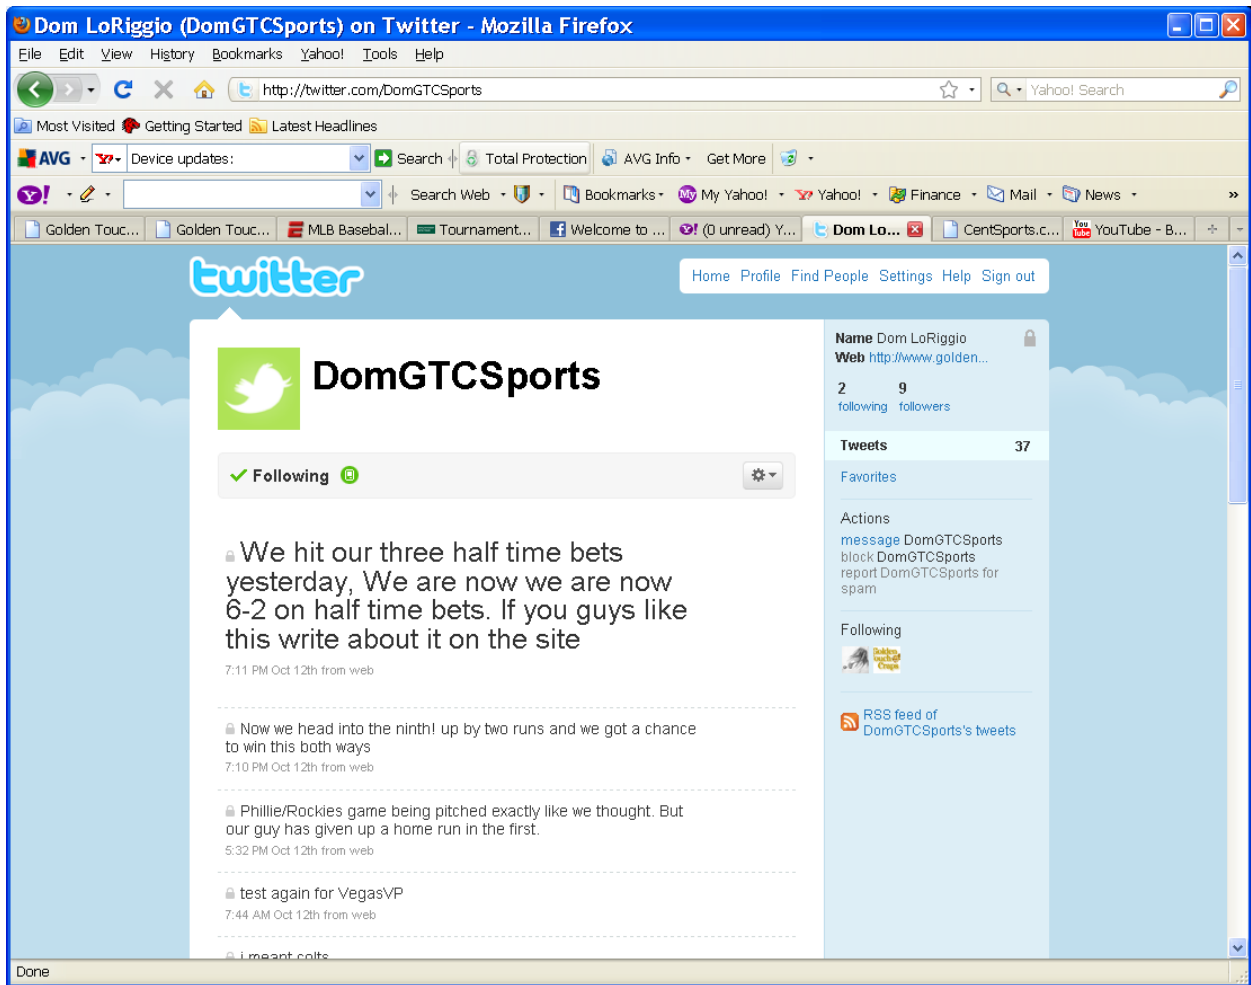 Dom LoRiggio (DomGTCSports) on Twitter - Mozilla Firefox
File Edit View History Bookmarks Yahoo! Tools Help
http://twitter.com/DomGTCSports Yahoo! Search
Most Visited Getting Started Latest Headlines
AVG Device updates: Search Total Protection AVG Info Get More
Y! Search Web Bookmarks My Yahoo! Yahoo! Finance Mail News »
Golden Touc... Golden Touc... MLB Basebal... Tournament... Welcome to ... (0 unread) Y... Dom Lo... CentSports.c... YouTube - B...
twitter
Home Profile Find People Settings Help Sign out
DomGTCSports
Following
We hit our three half time bets
yesterday, We are now we are now
6-2 on half time bets. If you guys like
this write about it on the site
7:11 PM Oct 12th from web
Now we head into the ninth! up by two runs and we got a chance
to win this both ways
7:10 PM Oct 12th from web
Phillie/Rockies game being pitched exactly like we thought. But
our guy has given up a home run in the first.
5:32 PM Oct 12th from web
test again for VegasVP
7:44 AM Oct 12th from web
i meant colts
Name Dom LoRiggio
Web http://www.golden...
2 9
following followers
Tweets 37
Favorites
Actions
message DomGTCSports
block DomGTCSports
report DomGTCSports for
spam
Following
Golden
Touch
Craps
RSS feed of
DomGTCSports's tweets
Done